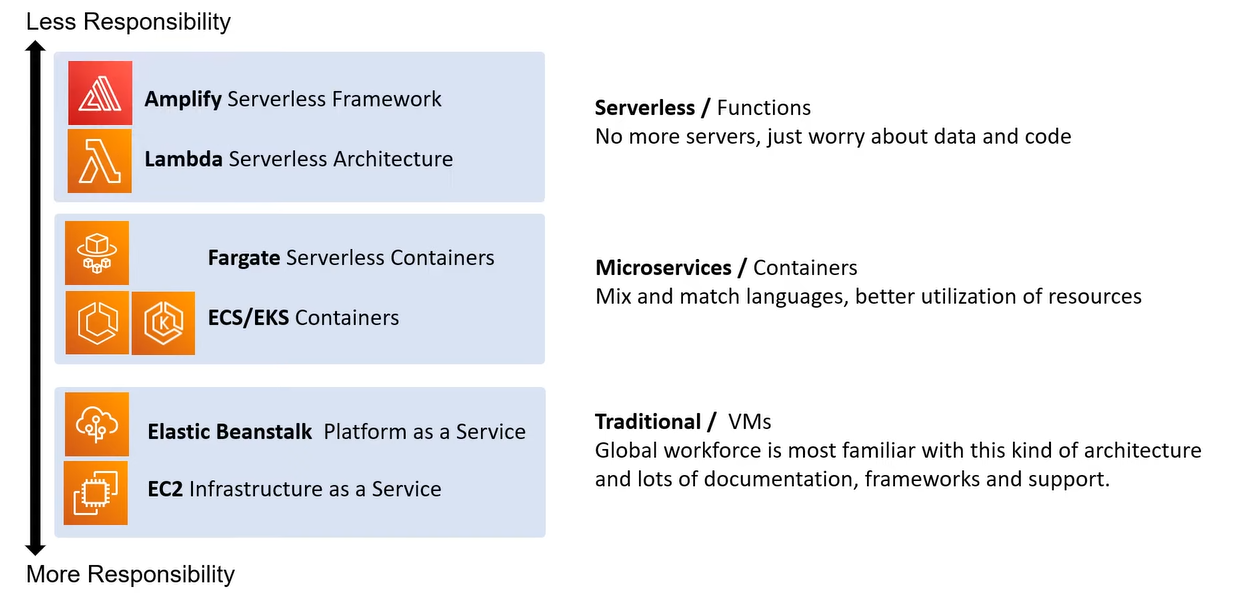 Less Responsibility
Amplify Serverless Framework
Lambda Serverless Architecture
Serverless / Functions
No more servers, just worry about data and code
Fargate Serverless Containers
K
ECS/EKS Containers
Microservices / Containers
Mix and match languages, better utilization of resources
Elastic Beanstalk Platform as a Service
EC2 Infrastructure as a Service
Traditional / VMs
Global workforce is most familiar with this kind of architecture
and lots of documentation, frameworks and support.
More Responsibility